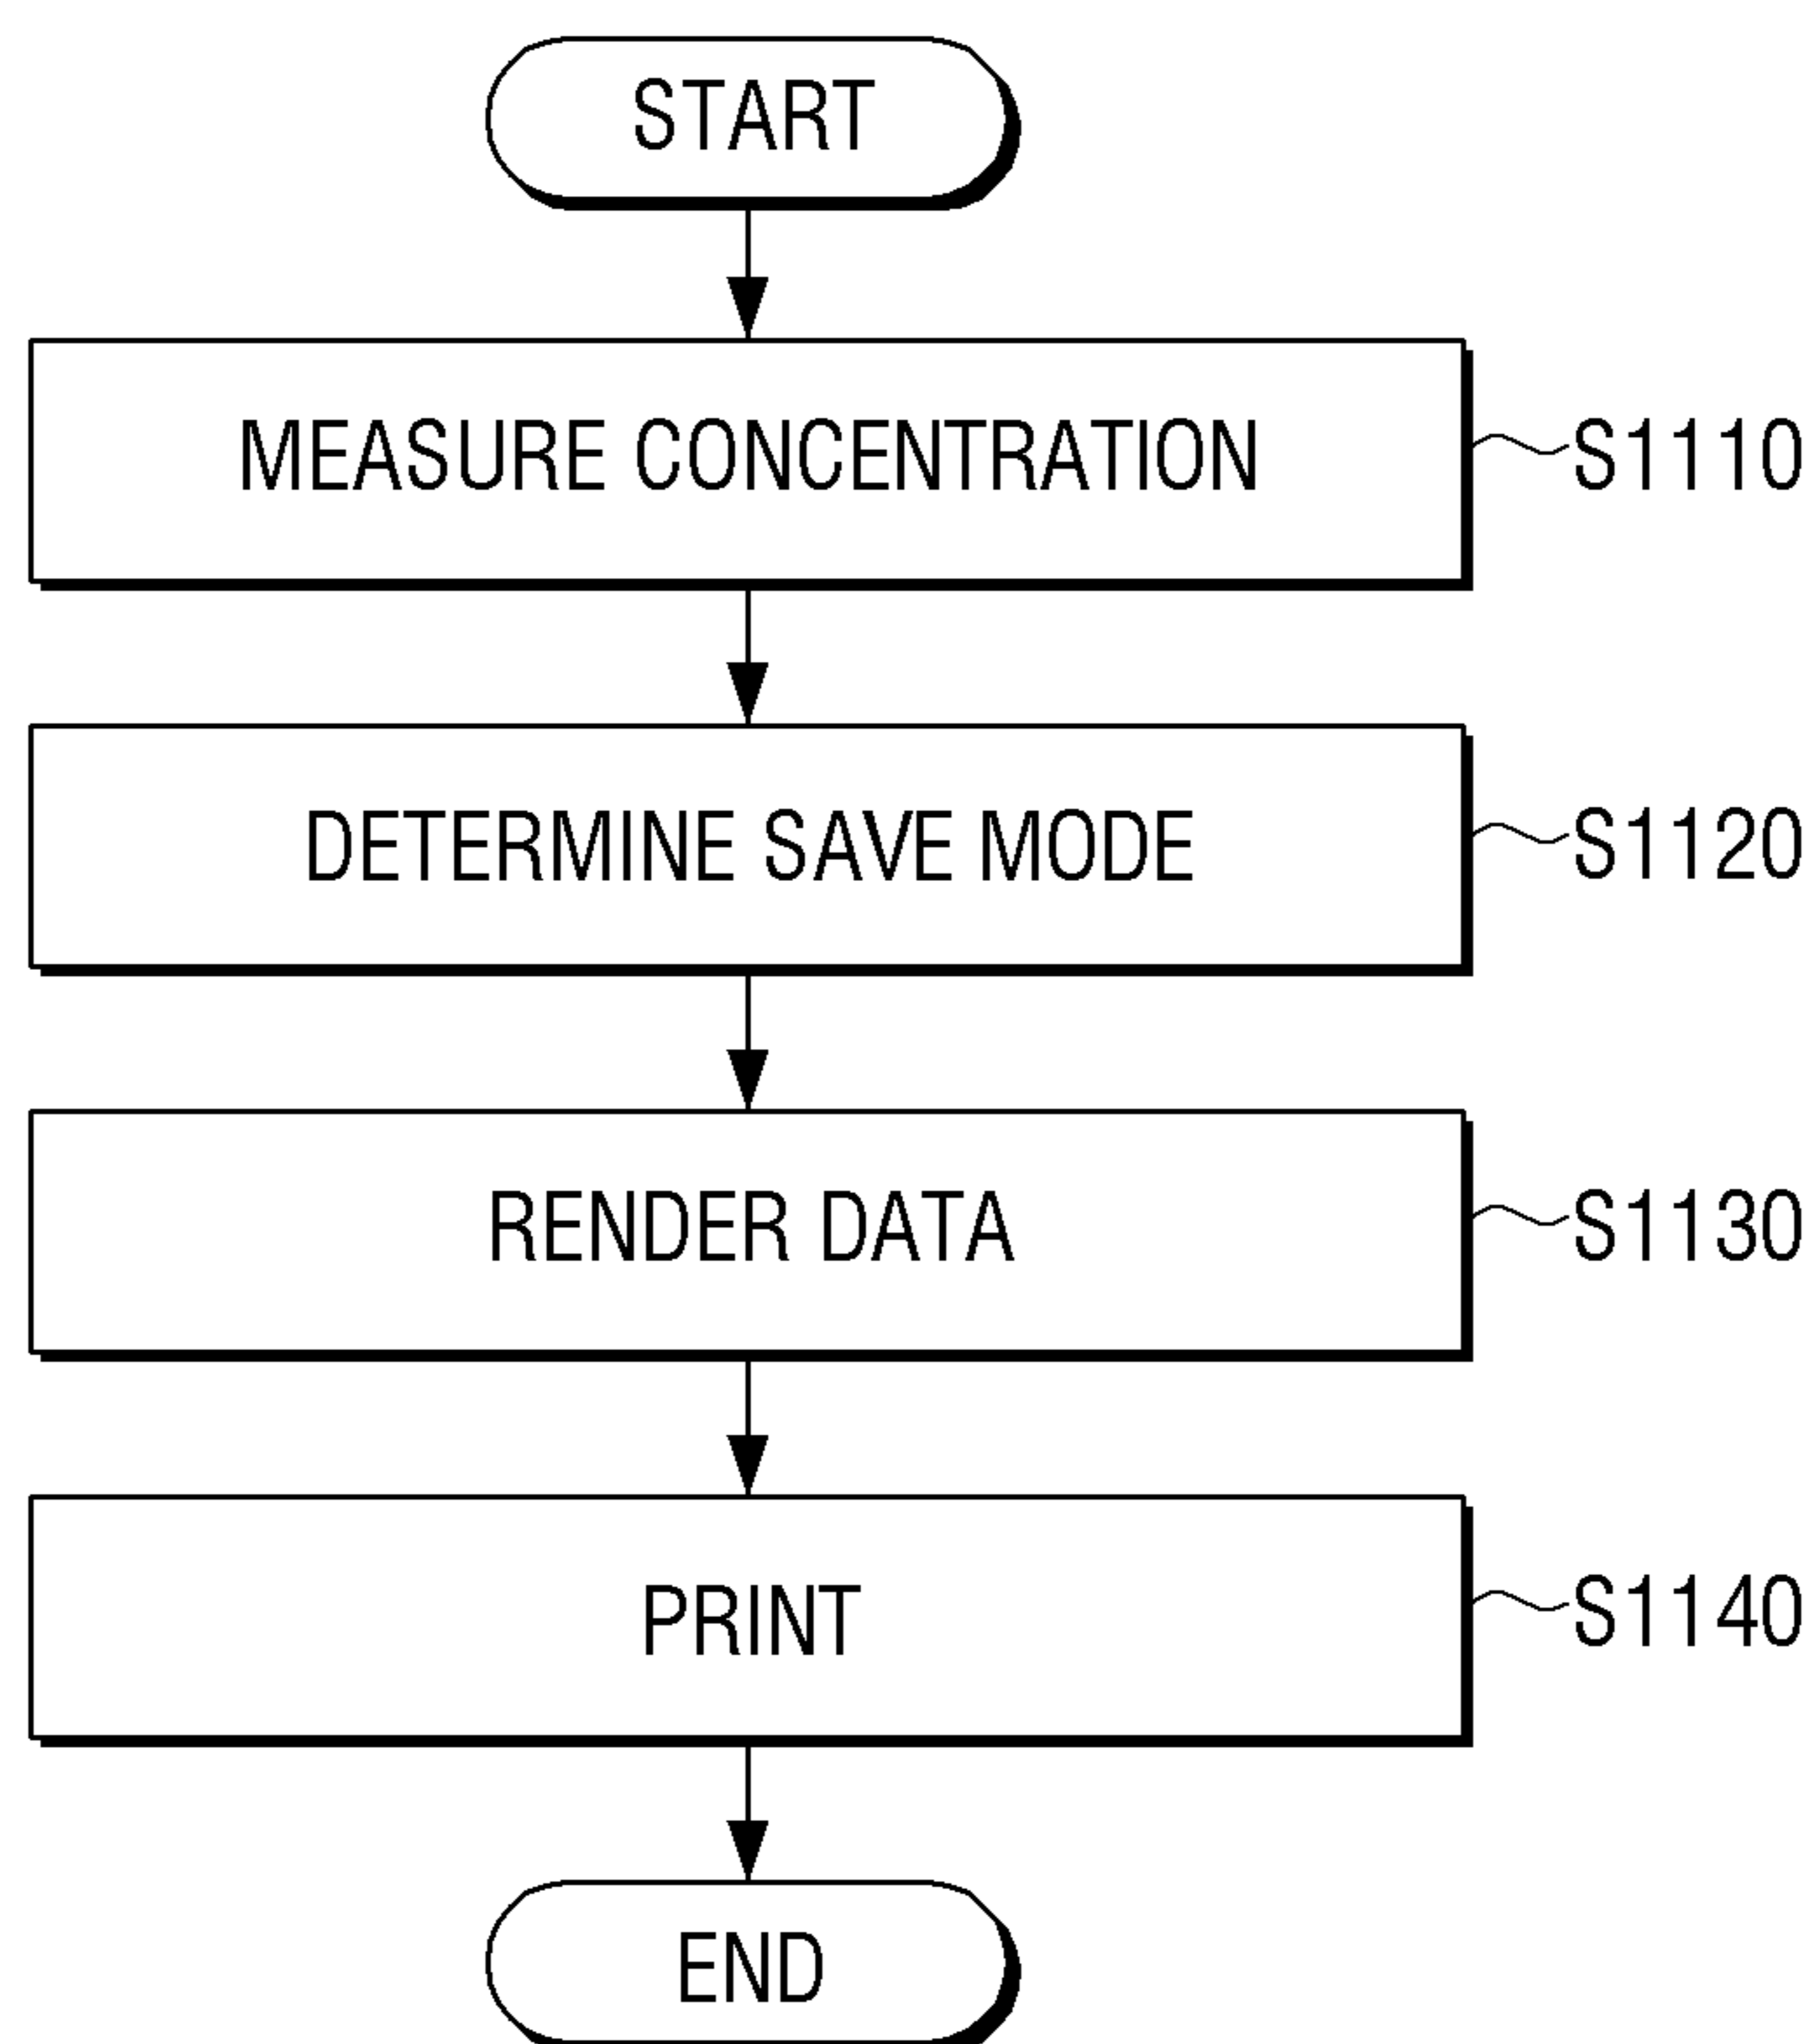 START
MEASURE CONCENTRATION
S1110
DETERMINE SAVE MODE
S1120
RENDER DATA
S1130
PRINT
S1140
END